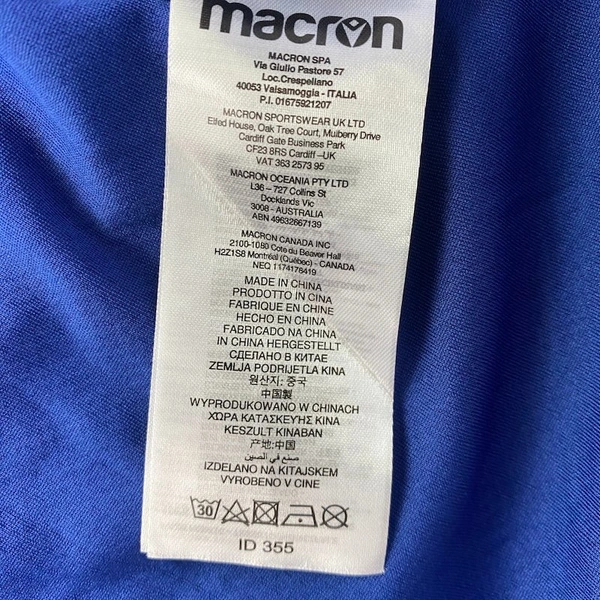 macron
MACRON SPA
Via Giulio Pastore 57
Loc.Crespellano
40053 Valsamoggia - ITALIA
P.I. 01675921207
MACRON SPORTSWEAR UK LTD
Elfed House, Oak Tree Court, Mulberry Drive
Cardiff Gate Business Park
CF23 8RS Cardiff –UK
VAT 363 2573 95
MACRON OCEANIA PTY LTD
L36 – 727 Collins St
Docklands Vic
3008 - AUSTRALIA
ABN 49632667139
MACRON CANADA INC
2100-1080 Cote du Beaver Hall
H2Z1S8 Montréal (Québec) - CANADA
NEQ 1174176419
MADE IN CHINA
PRODOTTO IN CINA
FABRIQUE EN CHINE
HECHO EN CHINA
FABRICADO NA CHINA
IN CHINA HERGESTELLT
СДЕЛАНО В КИТАЕ
ZEMLJA PODRIJETLA KINA
원산지: 중국
中国製
WYPRODUKOWANO W CHINACH
ΧΩΡΑ ΚΑΤΑΣΚΕΥΗΣ ΚΙΝΑ
KESZULT KINABAN
产地:中国
صنع في الصين
IZDELANO NA KITAJSKEM
VYROBENO V CINE
30
ID 355